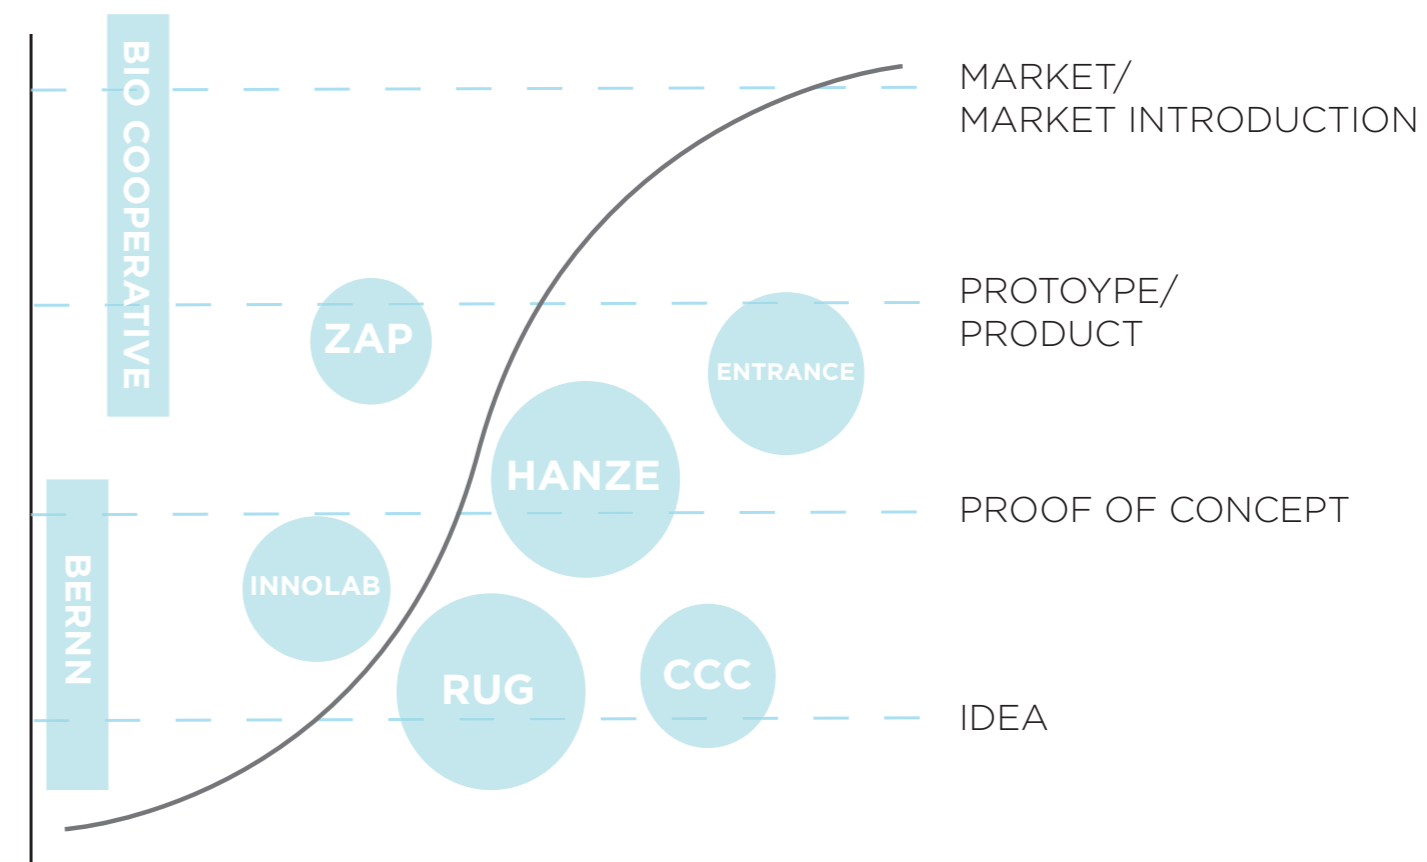 BIO COOPERATIVE
MARKET/
MARKET INTRODUCTION
PROTOYPE/
PRODUCT
ZAP
ENTRANCE
HANZE
PROOF OF CONCEPT
BERNN
INNOLAB
RUG
CCC
IDEA